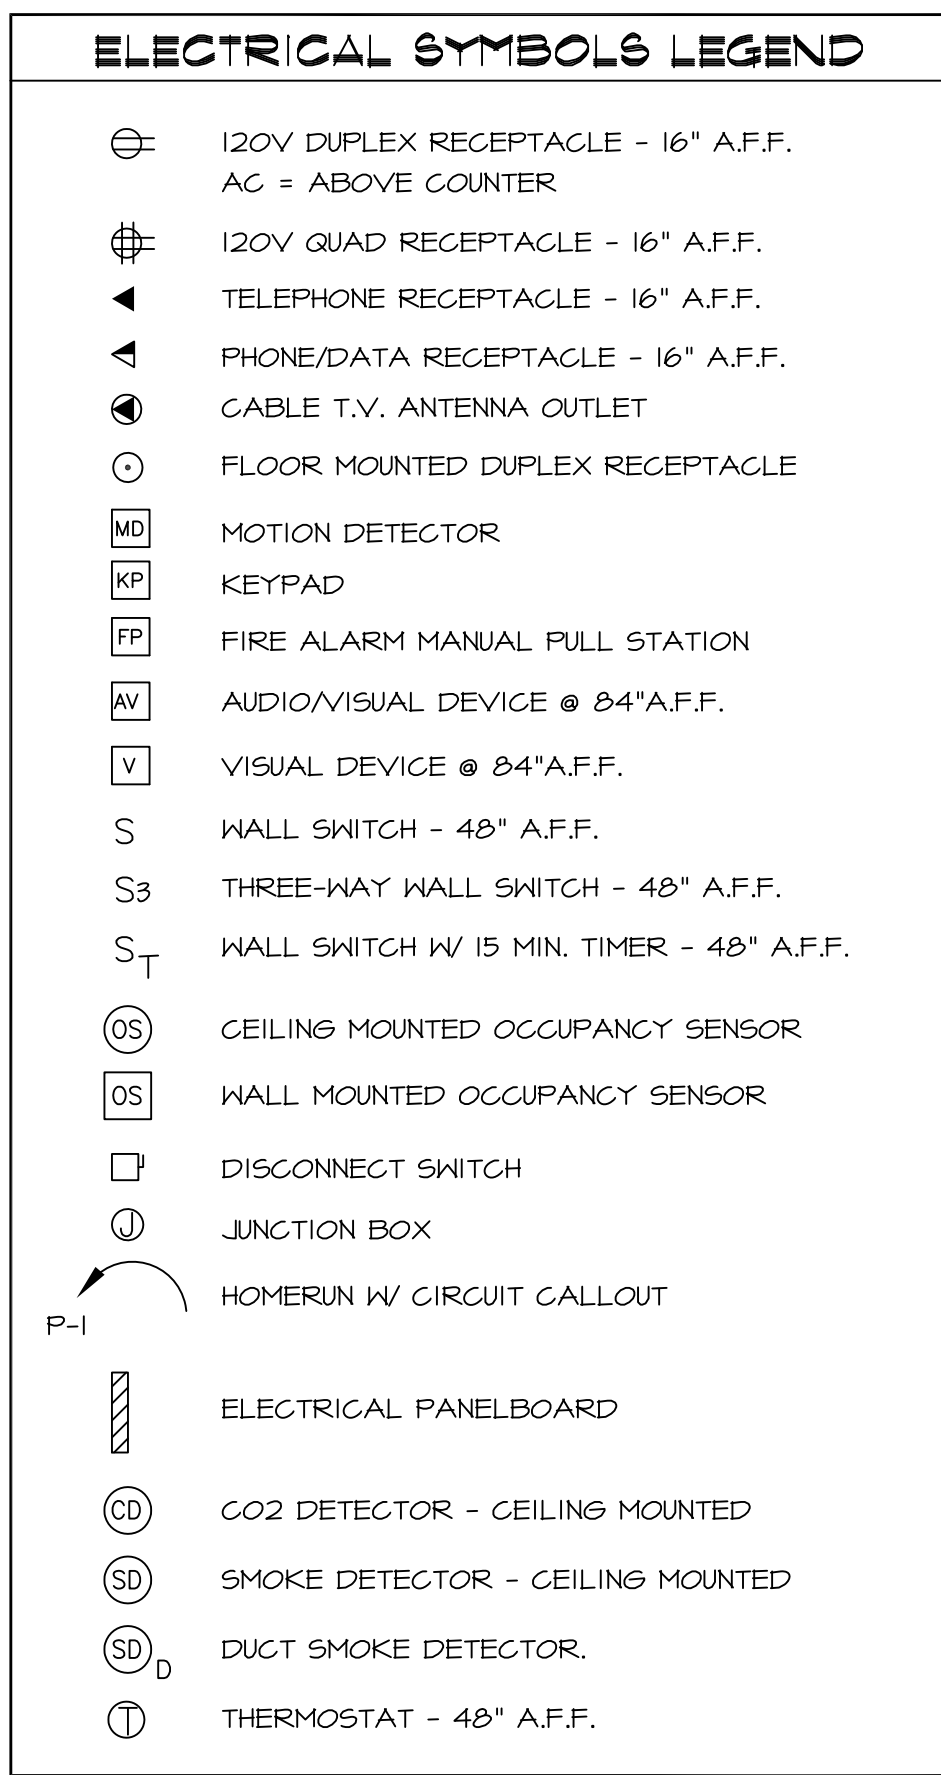 ELECTRICAL SYMBOLS LEGEND
120V DUPLEX RECEPTACLE - 16" A.F.F.
AC = ABOVE COUNTER
120V QUAD RECEPTACLE - 16" A.F.F.
TELEPHONE RECEPTACLE - 16" A.F.F.
PHONE/DATA RECEPTACLE - 16" A.F.F.
CABLE T.V. ANTENNA OUTLET
FLOOR MOUNTED DUPLEX RECEPTACLE
MD MOTION DETECTOR
KP KEYPAD
FP FIRE ALARM MANUAL PULL STATION
AV AUDIO/VISUAL DEVICE @ 84"A.F.F.
V VISUAL DEVICE @ 84"A.F.F.
S WALL SWITCH - 48" A.F.F.
S3 THREE-WAY WALL SWITCH - 48" A.F.F.
ST WALL SWITCH W/ 15 MIN. TIMER - 48" A.F.F.
OS CEILING MOUNTED OCCUPANCY SENSOR
OS WALL MOUNTED OCCUPANCY SENSOR
DISCONNECT SWITCH
J JUNCTION BOX
HOMERUN W/ CIRCUIT CALLOUT
P-1
ELECTRICAL PANELBOARD
CD CO2 DETECTOR - CEILING MOUNTED
SD SMOKE DETECTOR - CEILING MOUNTED
SD D DUCT SMOKE DETECTOR.
T THERMOSTAT - 48" A.F.F.